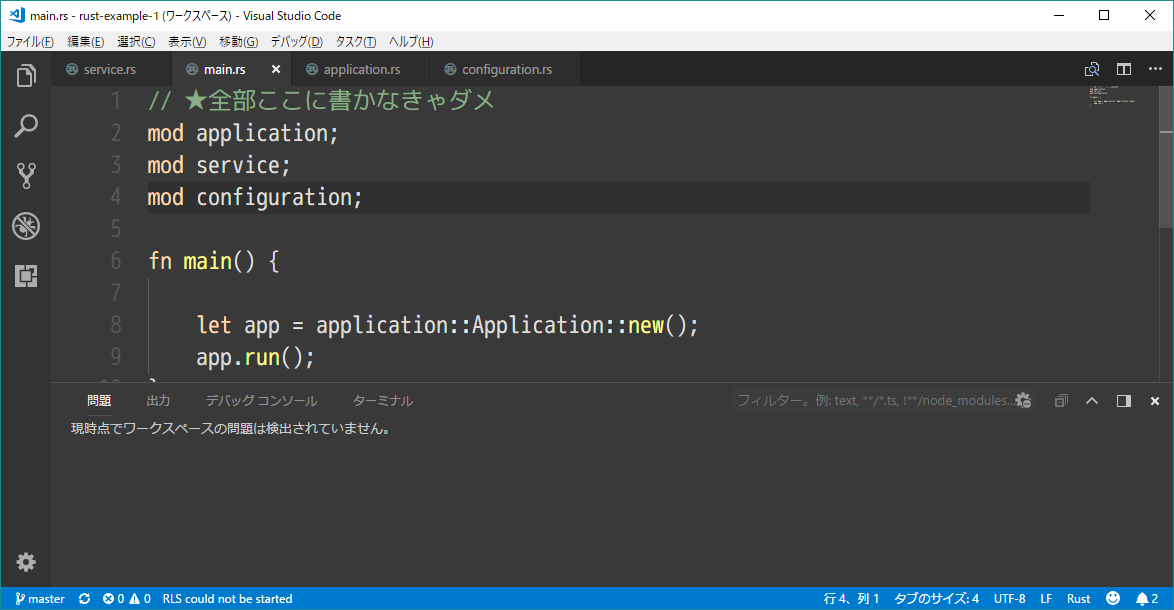 main.rs - rust-example-1 (ワークスペース) - Visual Studio Code
ファイル(F) 編集(E) 選択(C) 表示(V) 移動(G) デバッグ(D) タスク(T) ヘルプ(H)
service.rs main.rs application.rs configuration.rs
1 // ★全部ここに書かなきゃダメ
2 mod application;
3 mod service;
4 mod configuration;
5
6 fn main() {
7
8 let app = application::Application::new();
9 app.run();
問題 出力 デバッグ コンソール ターミナル フィルター。例: text, **/*.ts, !**/node_modules...
現時点でワークスペースの問題は検出されていません。
master 0 0 RLS could not be started 行 4、列 1 タブのサイズ: 4 UTF-8 LF Rust 2